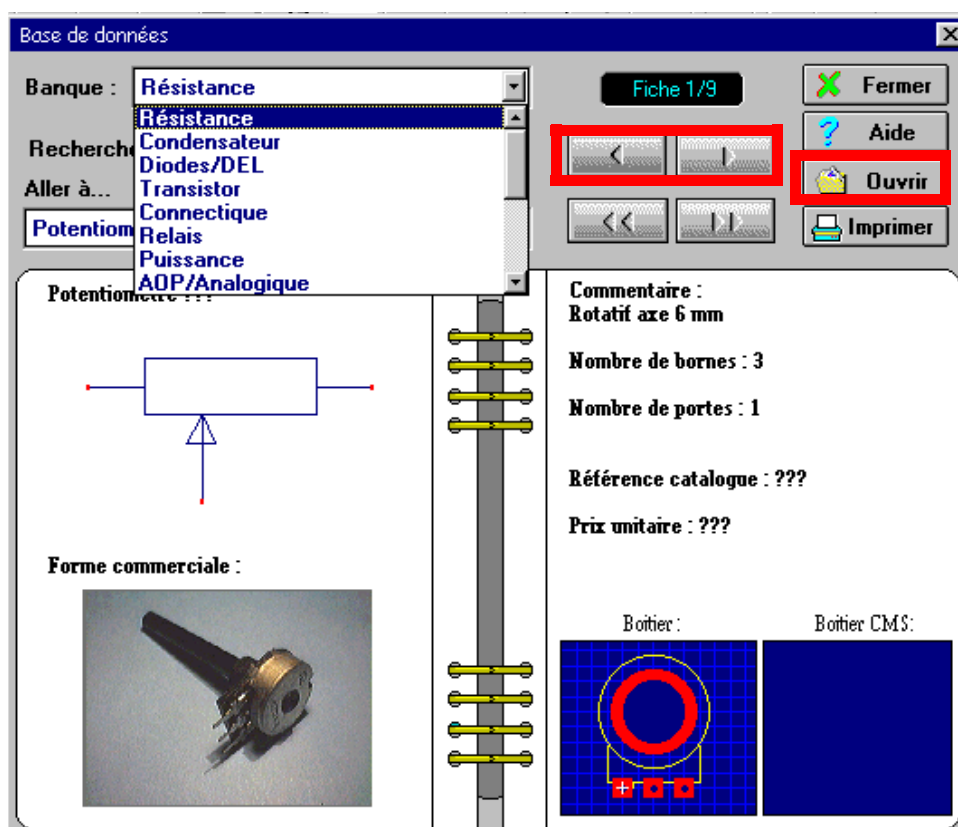 Base de données
Banque : Résistance
Fiche 1/9
Fermer
Résistance
Condensateur
Diodes/DEL
Transistor
Connectique
Relais
Puissance
AOP/Analogique
Aide
Recherch
Aller à...
Ouvrir
Potentiom
Imprimer
Potentiomètre ???
Commentaire :
Rotatif axe 6 mm
Nombre de bornes : 3
Nombre de portes : 1
Référence catalogue : ???
Prix unitaire : ???
Forme commerciale :
Boitier :
Boitier CMS: